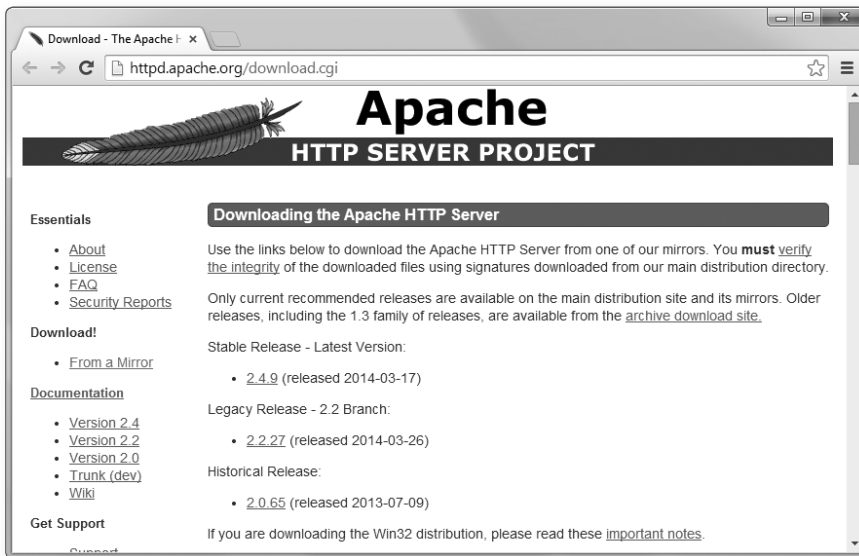 Download - The Apache H
httpd.apache.org/download.cgi
Apache
HTTP SERVER PROJECT
Essentials
• About
• License
• FAQ
• Security Reports
Download!
• From a Mirror
Documentation
• Version 2.4
• Version 2.2
• Version 2.0
• Trunk (dev)
• Wiki
Get Support
Support
Downloading the Apache HTTP Server
Use the links below to download the Apache HTTP Server from one of our mirrors. You must verify
the integrity of the downloaded files using signatures downloaded from our main distribution directory.
Only current recommended releases are available on the main distribution site and its mirrors. Older
releases, including the 1.3 family of releases, are available from the archive download site.
Stable Release - Latest Version:
• 2.4.9 (released 2014-03-17)
Legacy Release - 2.2 Branch:
• 2.2.27 (released 2014-03-26)
Historical Release:
• 2.0.65 (released 2013-07-09)
If you are downloading the Win32 distribution, please read these important notes.